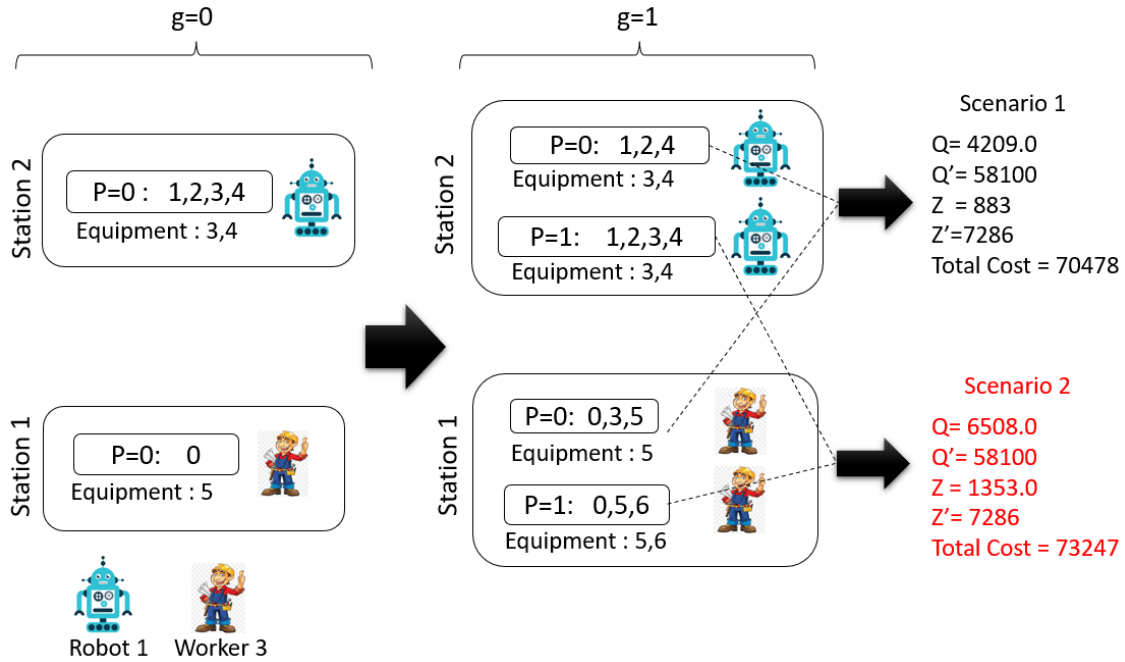 g=0
g=1
Station 2
P=0 : 1,2,3,4
Equipment : 3,4
Station 1
P=0: 0
Equipment : 5
Robot 1
Worker 3
Station 2
P=0: 1,2,4
Equipment : 3,4
P=1: 1,2,3,4
Equipment : 3,4
Station 1
P=0: 0,3,5
Equipment : 5
P=1: 0,5,6
Equipment : 5,6
Scenario 1
Q= 4209.0
Q’= 58100
Z = 883
Z’=7286
Total Cost = 70478
Scenario 2
Q= 6508.0
Q’= 58100
Z = 1353.0
Z’= 7286
Total Cost = 73247